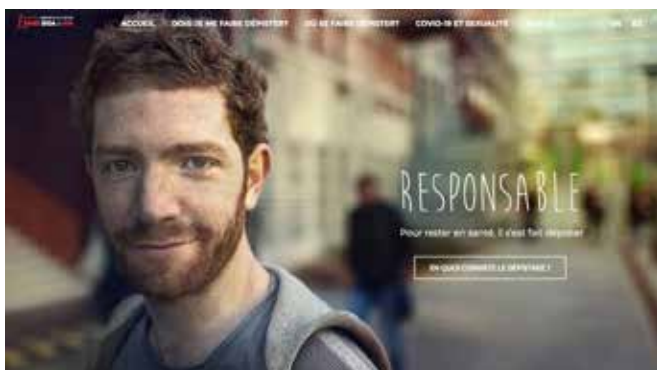 ACCUEIL
DOIS-JE ME FAIRE DÉPISTER?
OÙ SE FAIRE DÉPISTER?
COVID-19 ET SEXUALITÉ
RESPONSABLE
Pour rester en santé, il s'est fait dépister
EN QUOI CONSISTE LE DÉPISTAGE ?